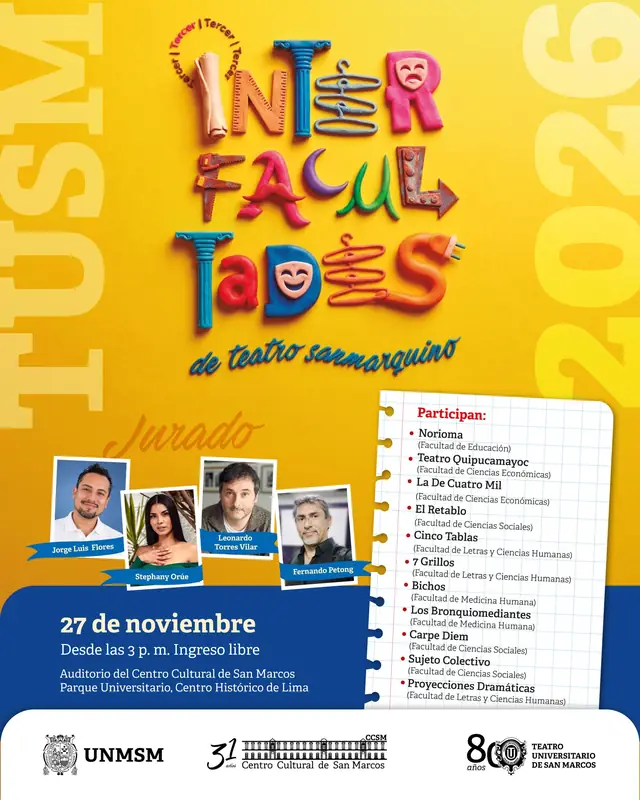 TUSM
2026
Tercer | Tercer | Tercer | Tercer | Tercer
INTER
FACUL
TaDES
de teatro sanmarquino
Jurado
Jorge Luis Flores
Stephany Orúe
Leonardo
Torres Vilar
Fernando Petong
Participan:
• Norioma
(Facultad de Educación)
• Teatro Quipucamayoc
(Facultad de Ciencias Económicas)
• La De Cuatro Mil
(Facultad de Ciencias Económicas)
• El Retablo
(Facultad de Ciencias Sociales)
• Cinco Tablas
(Facultad de Letras y Ciencias Humanas)
• 7 Grillos
(Facultad de Letras y Ciencias Humanas)
• Bichos
(Facultad de Medicina Humana)
• Los Bronquiomediantes
(Facultad de Medicina Humana)
• Carpe Diem
(Facultad de Ciencias Sociales)
• Sujeto Colectivo
(Facultad de Ciencias Sociales)
• Proyecciones Dramáticas
(Facultad de Letras y Ciencias Humanas)
27 de noviembre
Desde las 3 p. m. Ingreso libre
Auditorio del Centro Cultural de San Marcos
Parque Universitario, Centro Histórico de Lima
UNMSM
31
años
CCSM
Centro Cultural de San Marcos
80
años
U
TEATRO
UNIVERSITARIO
DE SAN MARCOS